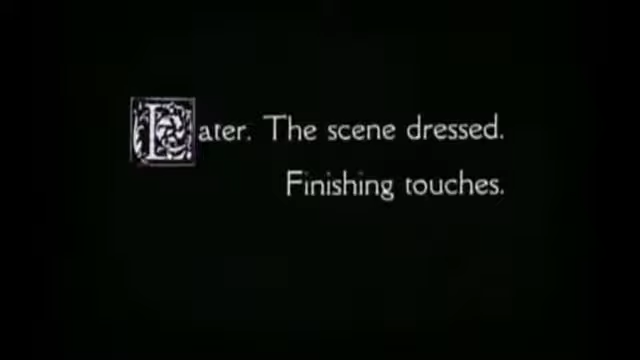 Later. The scene dressed.
Finishing touches.